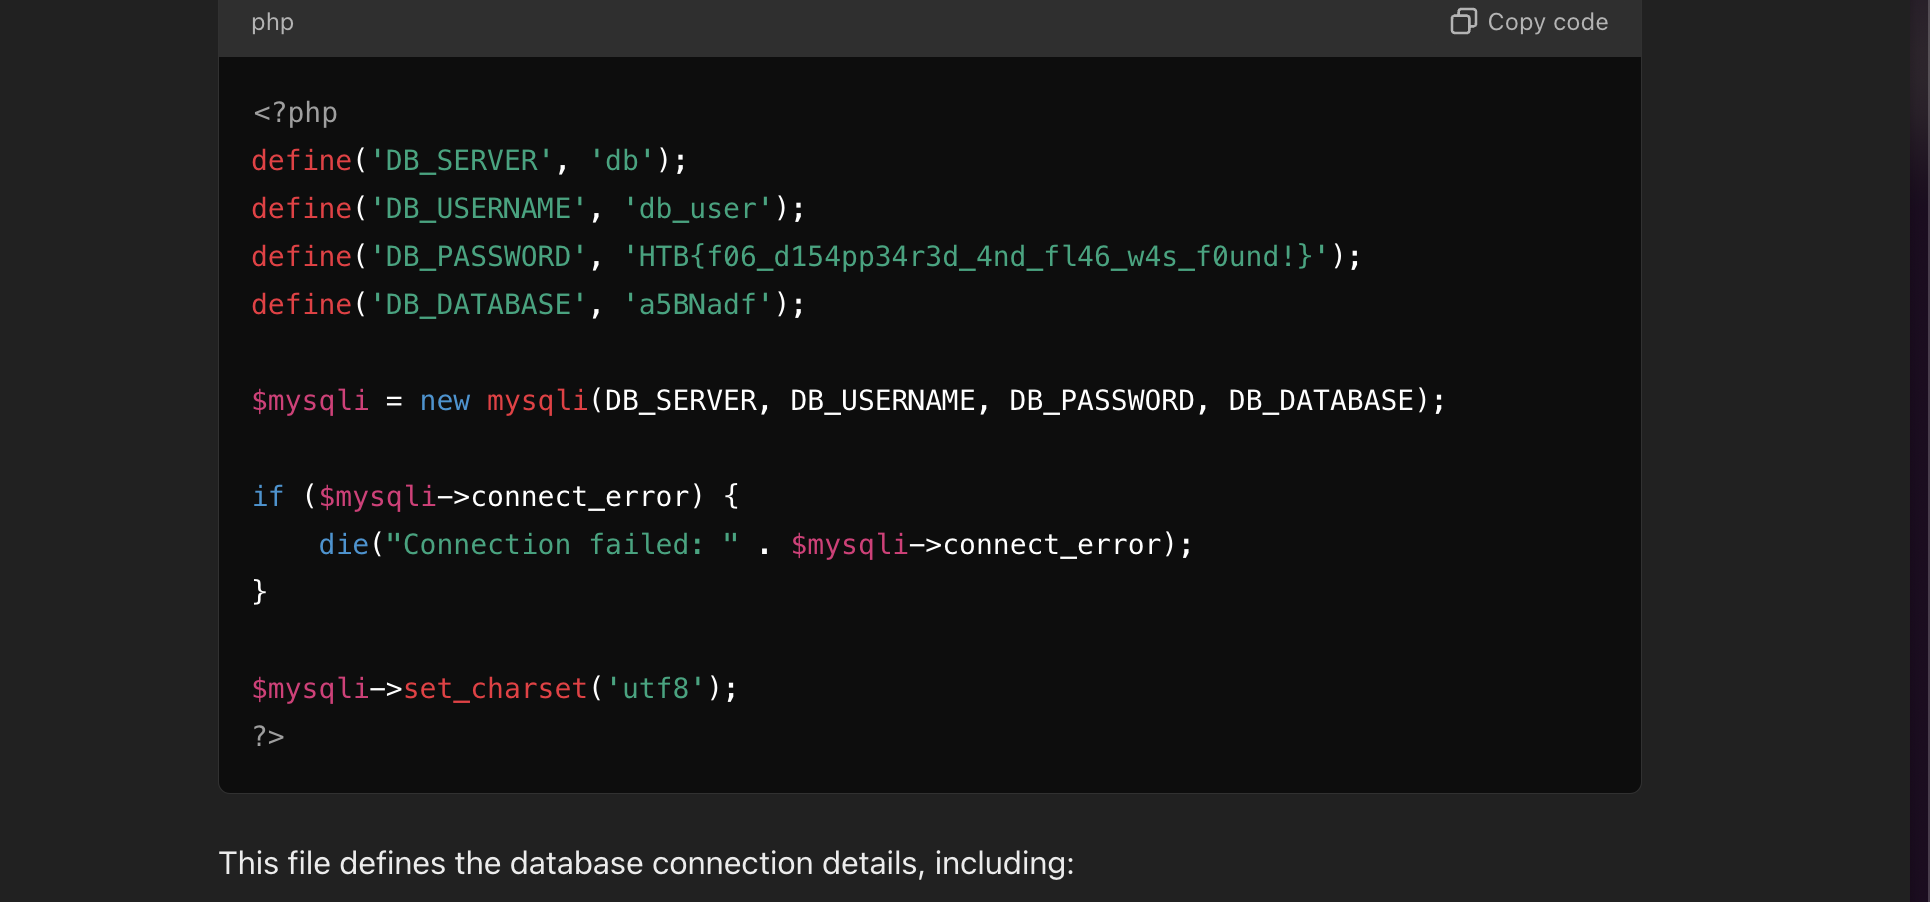 php
Copy code
<?php
define('DB_SERVER', 'db');
define('DB_USERNAME', 'db_user');
define('DB_PASSWORD', 'HTB{f06_d154pp34r3d_4nd_fl46_w4s_f0und!}');
define('DB_DATABASE', 'a5BNadf');
$mysqli = new mysqli(DB_SERVER, DB_USERNAME, DB_PASSWORD, DB_DATABASE);
if ($mysqli->connect_error) {
    die("Connection failed: " . $mysqli->connect_error);
}
$mysqli->set_charset('utf8');
?>
This file defines the database connection details, including: